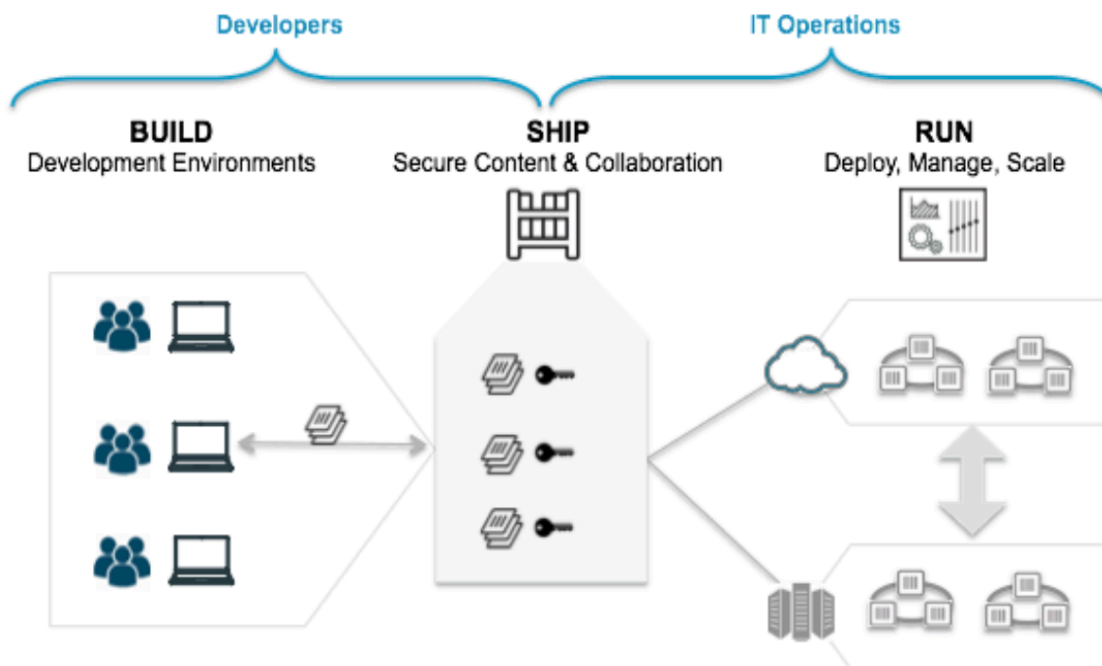 Developers
IT Operations
BUILD
Development Environments
SHIP
Secure Content & Collaboration
RUN
Deploy, Manage, Scale